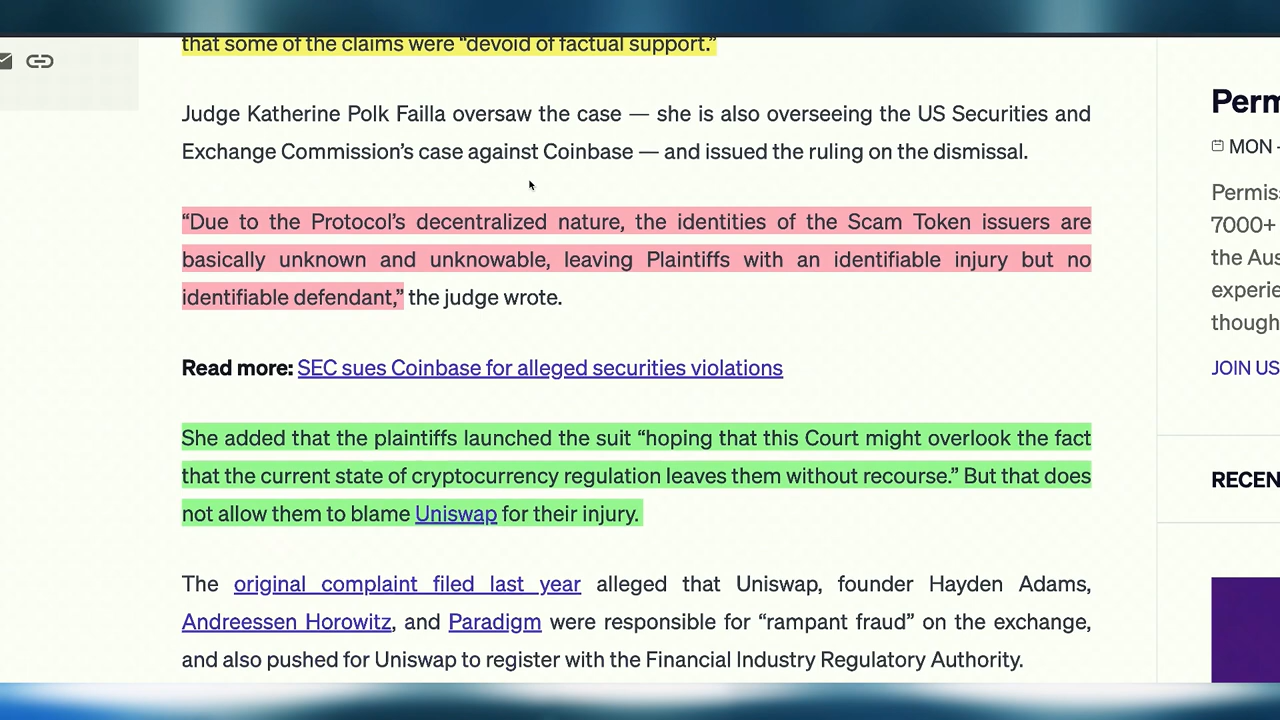 that some of the claims were “devoid of factual support.”
Judge Katherine Polk Failla oversaw the case — she is also overseeing the US Securities and
Exchange Commission’s case against Coinbase — and issued the ruling on the dismissal.
“Due to the Protocol’s decentralized nature, the identities of the Scam Token issuers are
basically unknown and unknowable, leaving Plaintiffs with an identifiable injury but no
identifiable defendant,” the judge wrote.
Read more: SEC sues Coinbase for alleged securities violations
She added that the plaintiffs launched the suit “hoping that this Court might overlook the fact
that the current state of cryptocurrency regulation leaves them without recourse.” But that does
not allow them to blame Uniswap for their injury.
The original complaint filed last year alleged that Uniswap, founder Hayden Adams,
Andreessen Horowitz, and Paradigm were responsible for “rampant fraud” on the exchange,
and also pushed for Uniswap to register with the Financial Industry Regulatory Authority.
Perm
MON -
Permis
7000+
the Aus
experie
though
JOIN US
RECEN